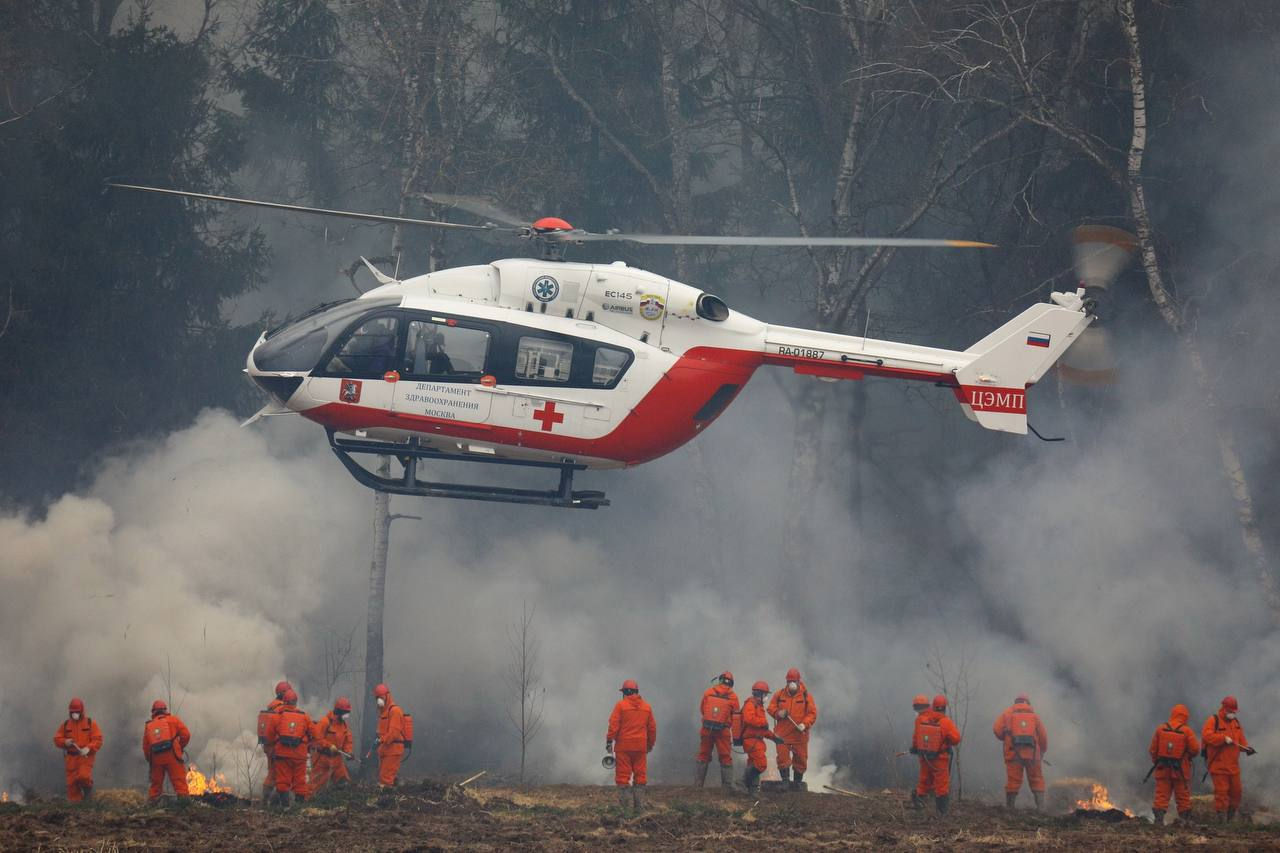 EC145
AIRBUS
RA-01887
ДЕПАРТАМЕНТ
ЗДРАВООХРАНЕНИЯ
МОСКВА
ЦЭМП